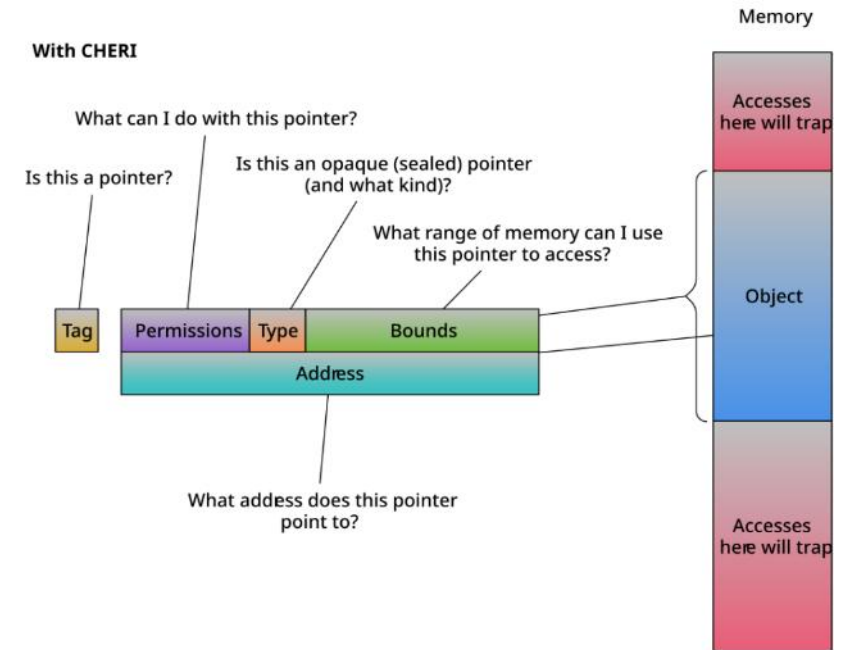 Memory
With CHERI
Accesses
here will trap
What can I do with this pointer?
Is this an opaque (sealed) pointer
(and what kind)?
Is this a pointer?
What range of memory can I use
this pointer to access?
Object
Tag
Permissions
Type
Bounds
Address
What address does this pointer
point to?
Accesses
here will trap